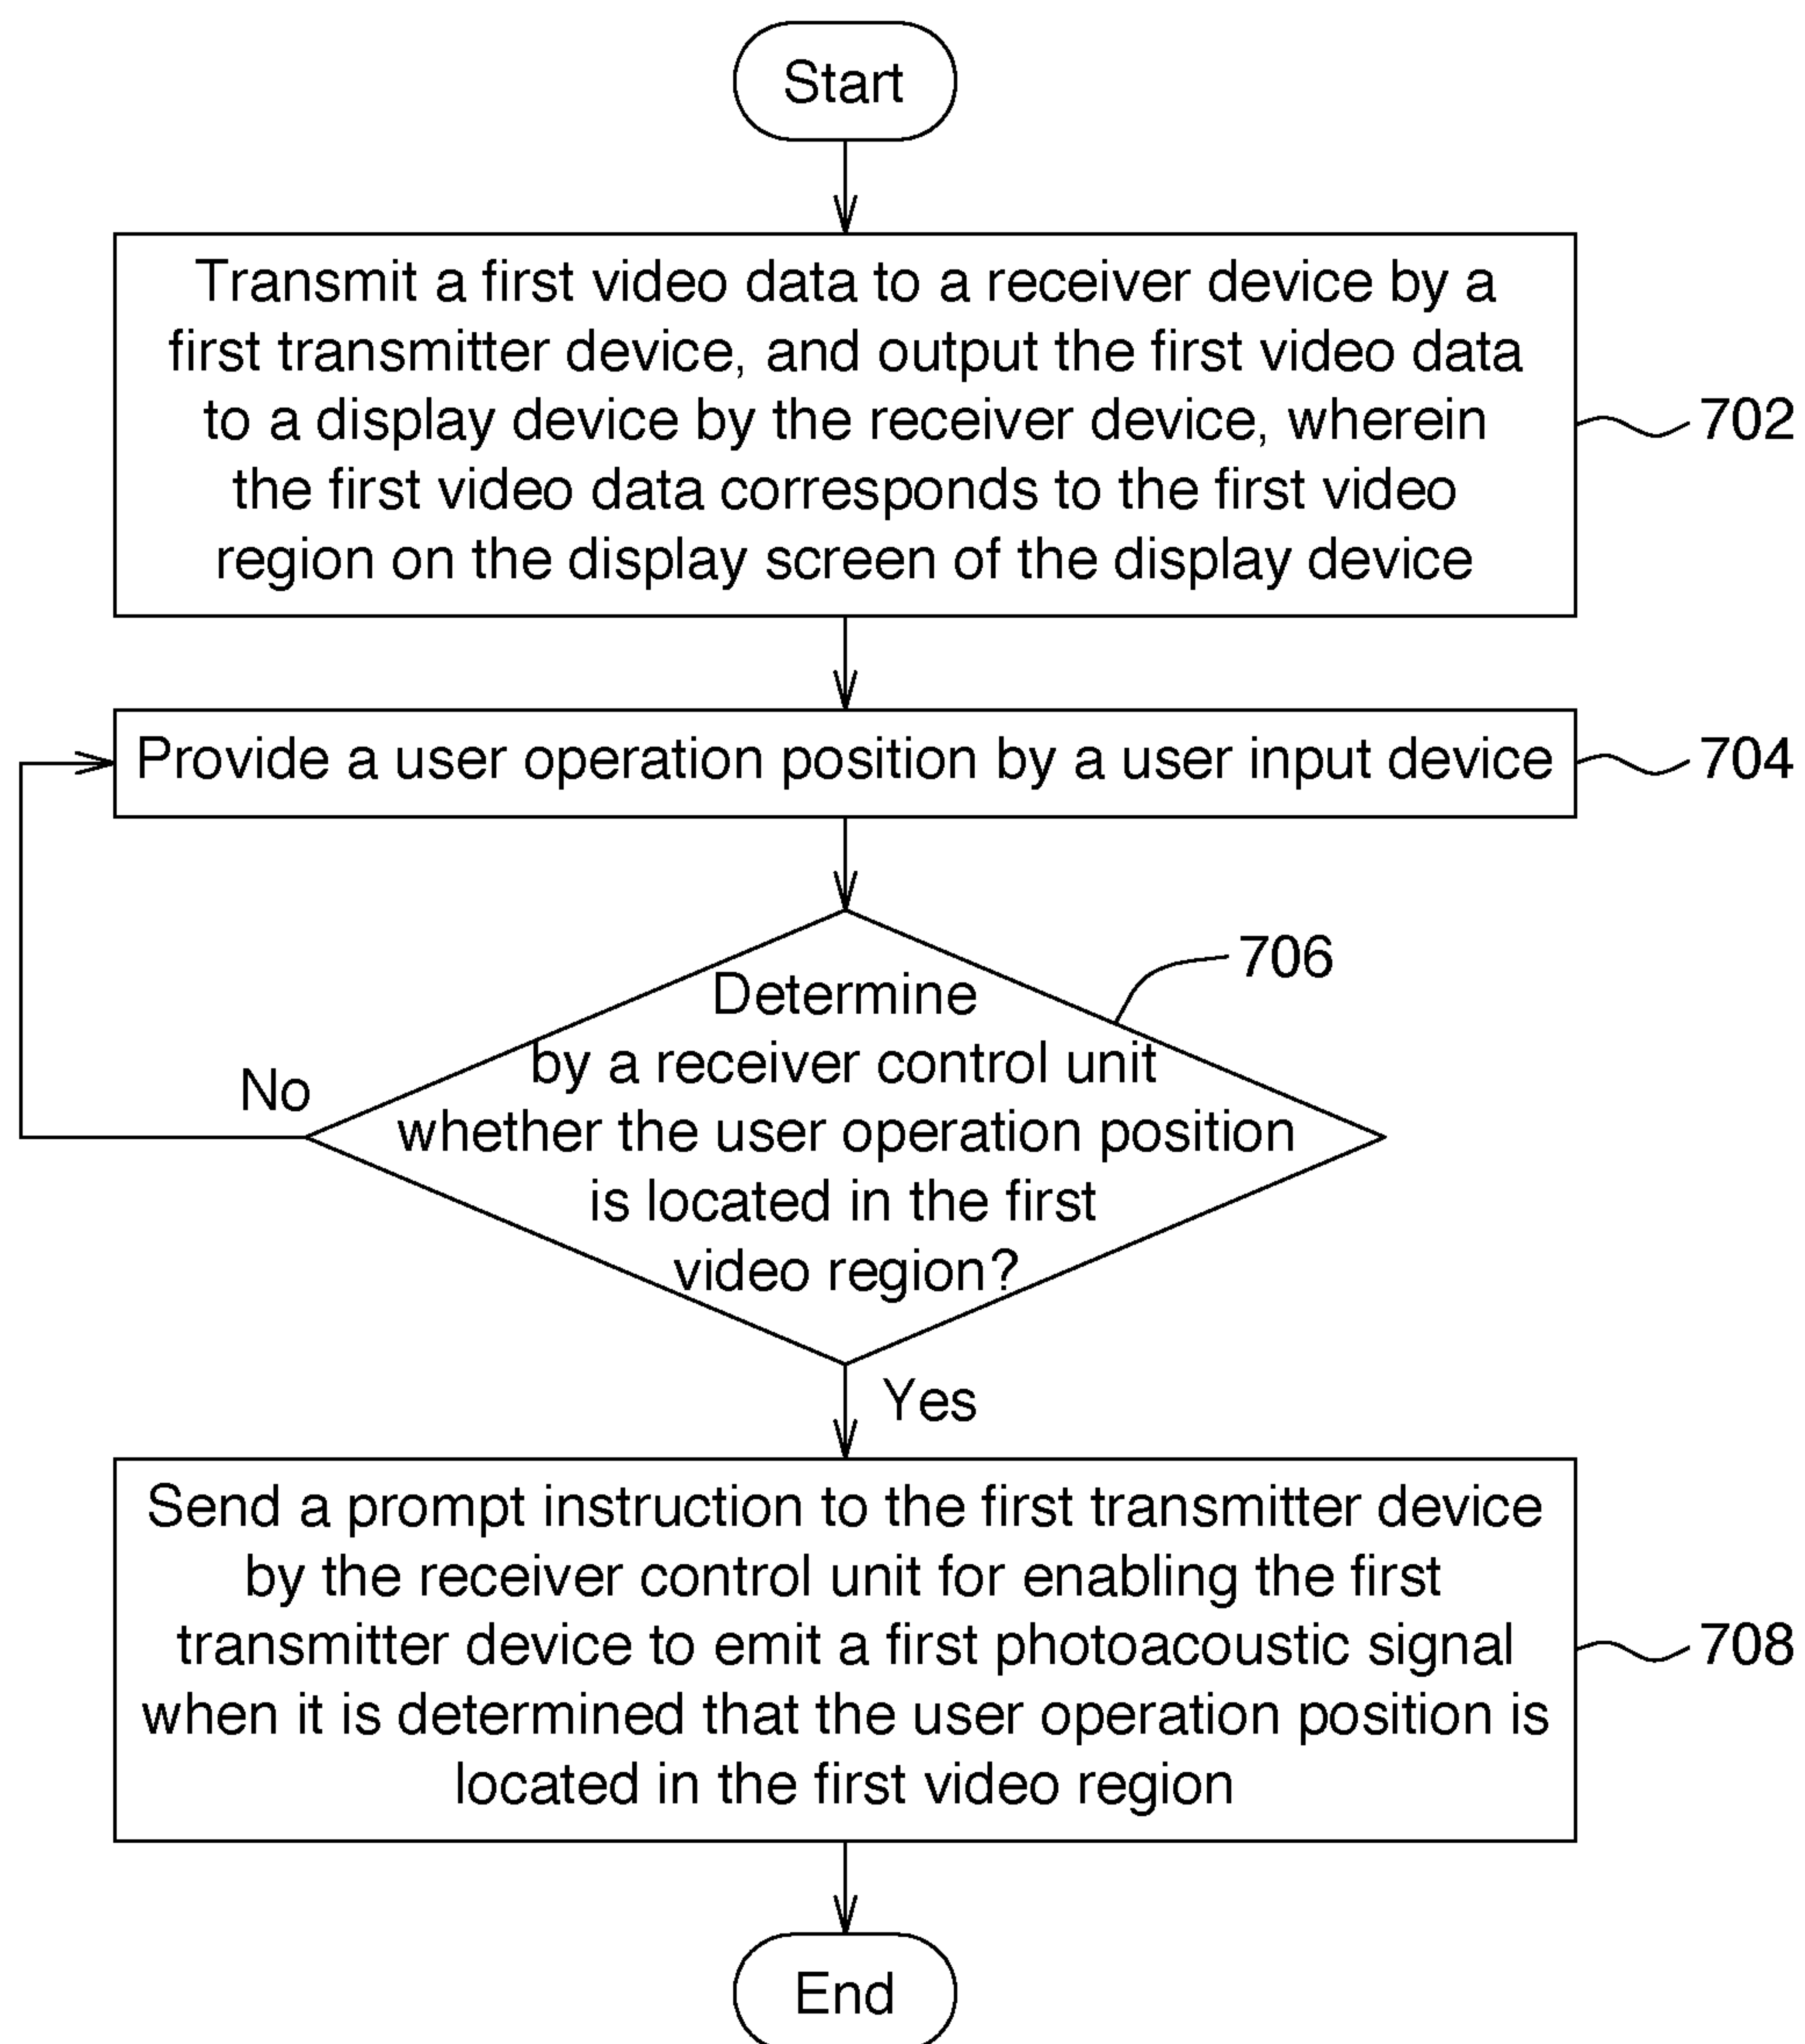 Start
Transmit a first video data to a receiver device by a
first transmitter device, and output the first video data
to a display device by the receiver device, wherein
the first video data corresponds to the first video
region on the display screen of the display device
702
Provide a user operation position by a user input device
704
706
Determine
by a receiver control unit
whether the user operation position
is located in the first
video region?
No
Yes
Send a prompt instruction to the first transmitter device
by the receiver control unit for enabling the first
transmitter device to emit a first photoacoustic signal
when it is determined that the user operation position is
located in the first video region
708
End